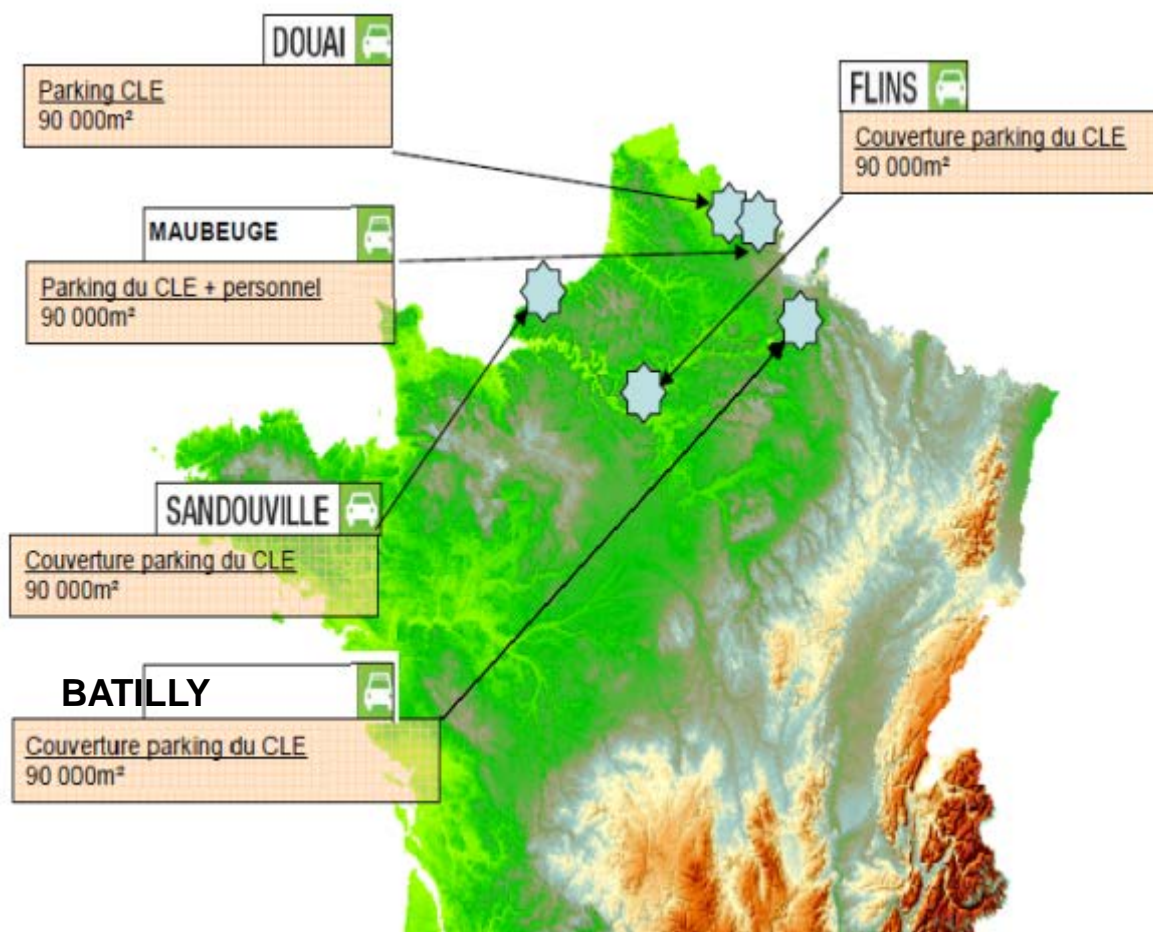 DOUAI
Parking CLE
90 000m²
FLINS
Couverture parking du CLE
90 000m²
MAUBEUGE
Parking du CLE + personnel
90 000m²
SANDOUVILLE
Couverture parking du CLE
90 000m²
BATILLY
Couverture parking du CLE
90 000m²